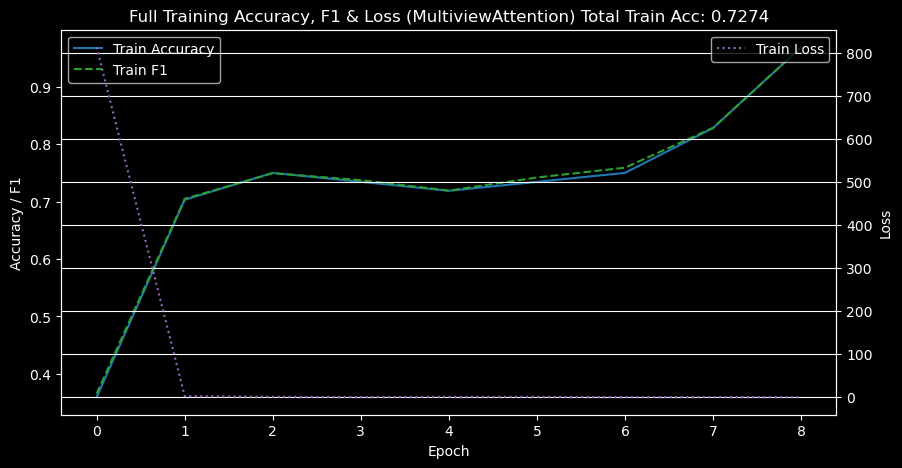 Full Training Accuracy, F1 & Loss (MultiviewAttention) Total Train Acc: 0.7274
Train Accuracy
Train F1
Train Loss
Accuracy / F1
0.9
0.8
0.7
0.6
0.5
0.4
800
700
600
500
400
300
200
100
0
Loss
0 1 2 3 4 5 6 7 8
Epoch